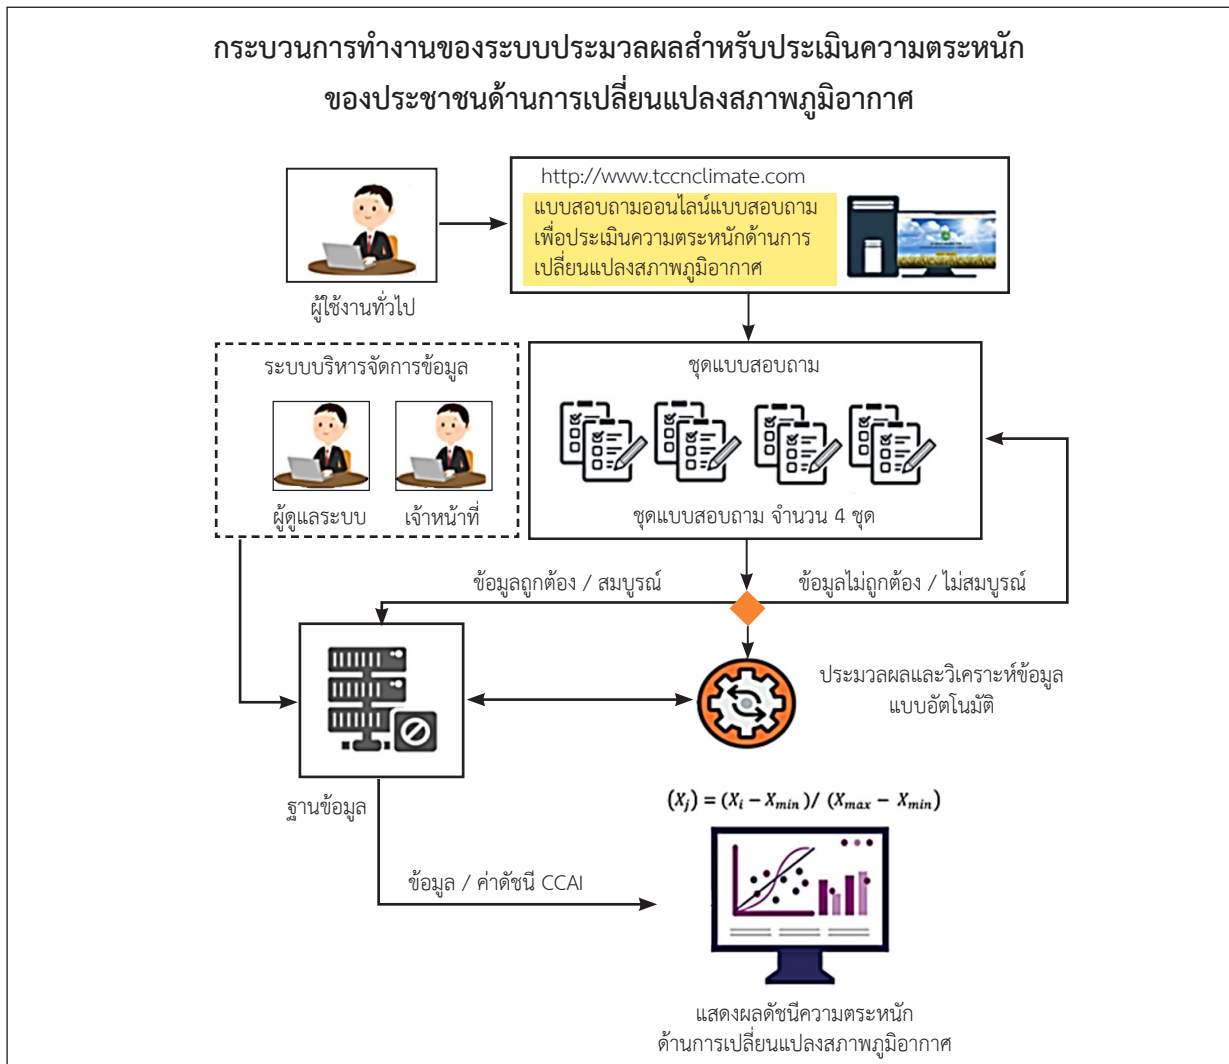 กระบวนการทำงานของระบบประมวลผลสำหรับประเมินความตระหนัก
ของประชาชนด้านการเปลี่ยนแปลงสภาพภูมิอากาศ
http://www.tccnclimate.com
แบบสอบถามออนไลน์แบบสอบถาม
เพื่อประเมินความตระหนักด้านการ
เปลี่ยนแปลงสภาพภูมิอากาศ
ผู้ใช้งานทั่วไป
ระบบบริหารจัดการข้อมูล
ผู้ดูแลระบบ
เจ้าหน้าที่
ชุดแบบสอบถาม
ชุดแบบสอบถาม จำนวน 4 ชุด
ข้อมูลถูกต้อง / สมบูรณ์
ข้อมูลไม่ถูกต้อง / ไม่สมบูรณ์
ประมวลผลและวิเคราะห์ข้อมูล
แบบอัตโนมัติ
ฐานข้อมูล
(X_j) = (X_i − X_min)/ (X_max − X_min)
ข้อมูล / ค่าดัชนี CCAI
แสดงผลดัชนีความตระหนัก
ด้านการเปลี่ยนแปลงสภาพภูมิอากาศ